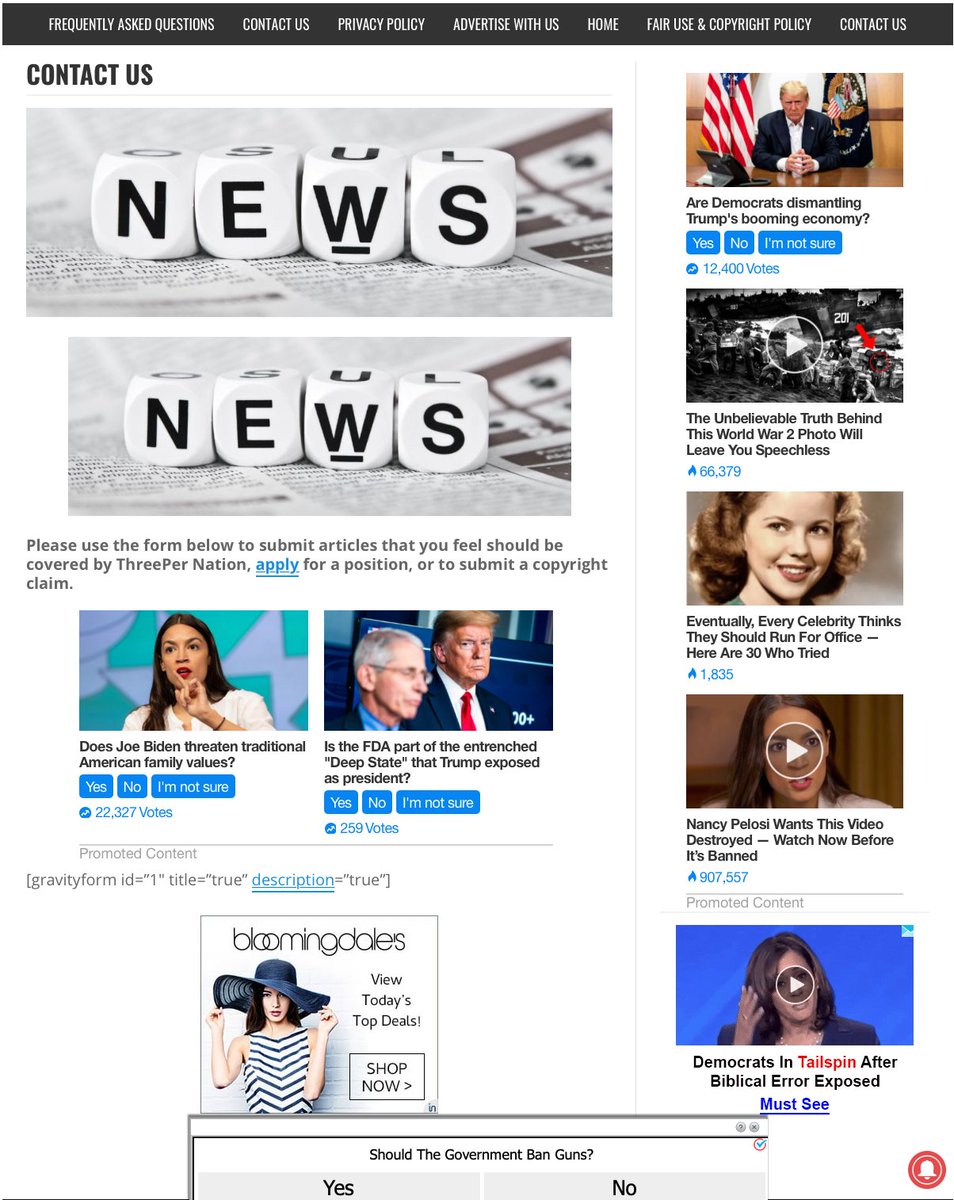 FREQUENTLY ASKED QUESTIONS CONTACT US PRIVACY POLICY ADVERTISE WITH US HOME FAIR USE & COPYRIGHT POLICY CONTACT US
CONTACT US
NEWS
NEWS
Please use the form below to submit articles that you feel should be
covered by ThreePer Nation, apply for a position, or to submit a copyright
claim.
Does Joe Biden threaten traditional
American family values?
Yes No I'm not sure
22,327 Votes
00+
Is the FDA part of the entrenched
"Deep State" that Trump exposed
as president?
Yes No I'm not sure
259 Votes
Promoted Content
[gravityform id=”1″ title=”true” description=”true”]
bloomingdale's
View
Today's
Top Deals!
SHOP
NOW >
Are Democrats dismantling
Trump's booming economy?
Yes No I'm not sure
12,400 Votes
201
The Unbelievable Truth Behind
This World War 2 Photo Will
Leave You Speechless
66,379
Eventually, Every Celebrity Thinks
They Should Run For Office —
Here Are 30 Who Tried
1,835
Nancy Pelosi Wants This Video
Destroyed — Watch Now Before
It's Banned
907,557
Promoted Content
Democrats In Tailspin After
Biblical Error Exposed
Must See
Should The Government Ban Guns?
Yes No